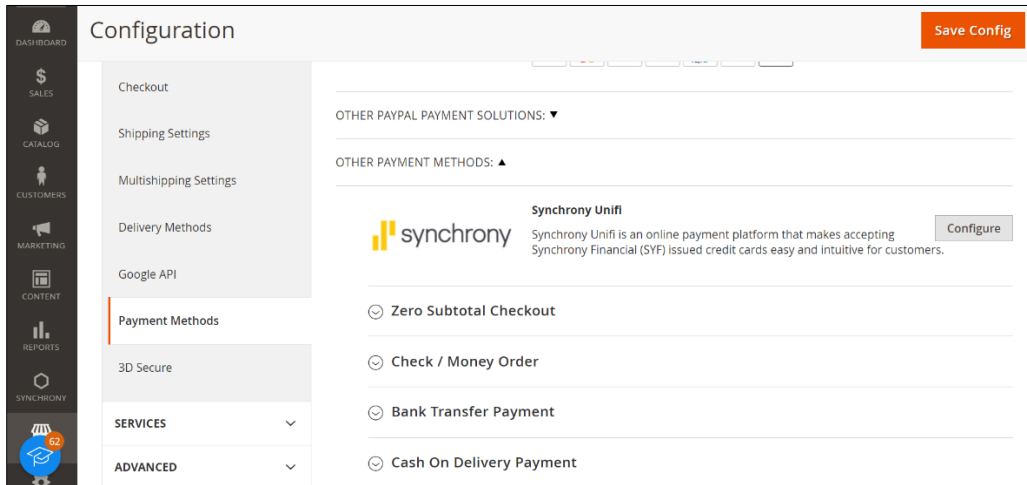 DASHBOARD
SALES
CATALOG
CUSTOMERS
MARKETING
CONTENT
REPORTS
SYNCHRONY
62
Configuration
Save Config
Checkout
Shipping Settings
Multishipping Settings
Delivery Methods
Google API
Payment Methods
3D Secure
SERVICES
ADVANCED
OTHER PAYPAL PAYMENT SOLUTIONS:
OTHER PAYMENT METHODS:
synchrony
Synchrony Unifi
Synchrony Unifi is an online payment platform that makes accepting
Synchrony Financial (SYF) issued credit cards easy and intuitive for customers.
Configure
Zero Subtotal Checkout
Check / Money Order
Bank Transfer Payment
Cash On Delivery Payment